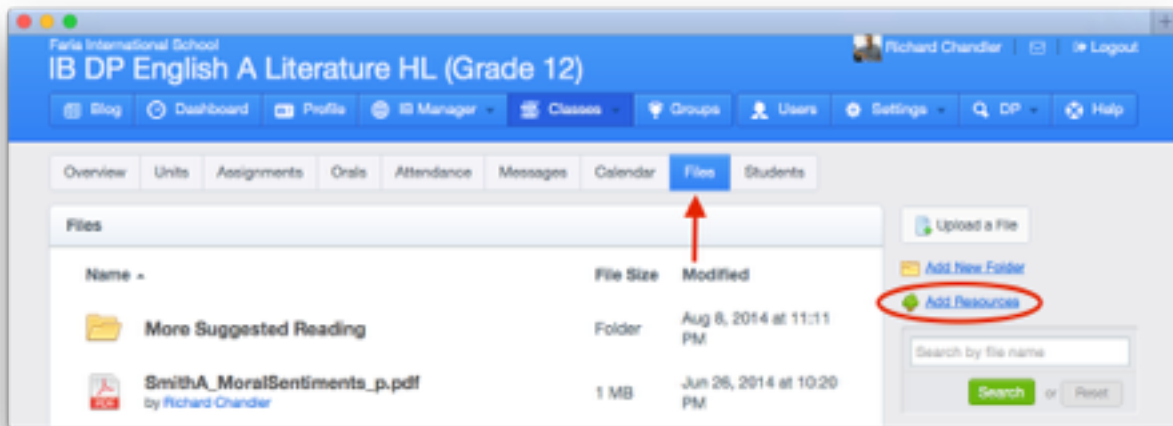 Faria International School
Richard Chandler Logout
IB DP English A Literature HL (Grade 12)
Blog Dashboard Profile IB Manager Classes Groups Users Settings DP Help
Overview Units Assignments Orals Attendance Messages Calendar Files Students
Files
Upload a File
Name File Size Modified
Add New Folder
Add Resources
More Suggested Reading Folder Aug 8, 2014 at 11:11
PM
Search by file name
SmithA_MoralSentiments_p.pdf 1 MB Jun 26, 2014 at 10:20
by Richard Chandler PM
Search or Reset
PDF